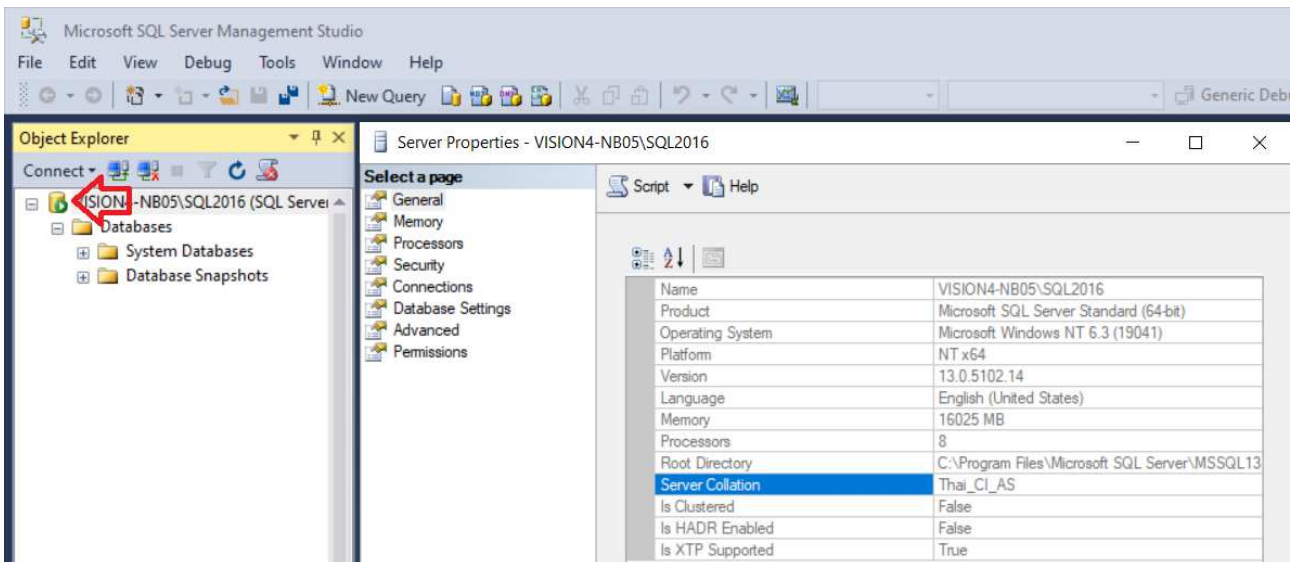 Microsoft SQL Server Management Studio
File Edit View Debug Tools Window Help
New Query Generic Debu
Object Explorer
Connect
VISION4-NB05\SQL2016 (SQL Server
Databases
System Databases
Database Snapshots
Server Properties - VISION4-NB05\SQL2016
Select a page
General
Memory
Processors
Security
Connections
Database Settings
Advanced
Permissions
Script Help
Name VISION4-NB05\SQL2016
Product Microsoft SQL Server Standard (64-bit)
Operating System Microsoft Windows NT 6.3 (19041)
Platform NT x64
Version 13.0.5102.14
Language English (United States)
Memory 16025 MB
Processors 8
Root Directory C:\Program Files\Microsoft SQL Server\MSSQL13
Server Collation Thai_CI_AS
Is Clustered False
Is HADR Enabled False
Is XTP Supported True